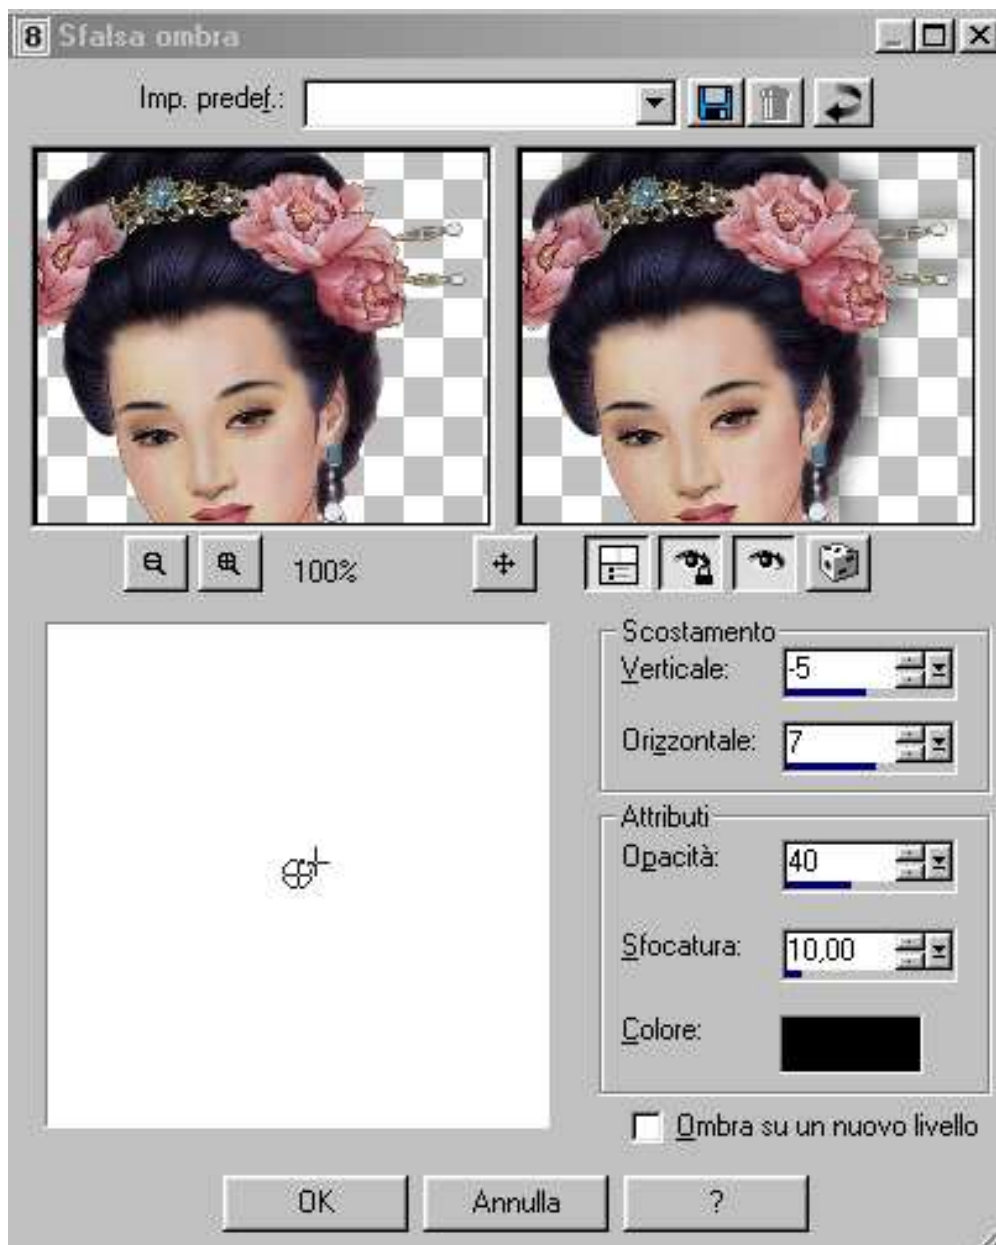 8 Sfalsa ombra
Imp. predef.:
100%
Scostamento
Verticale: -5
Orizzontale: 7
Attributi
Opacità: 40
Sfocatura: 10,00
Colore:
Ombra su un nuovo livello
OK Annulla ?